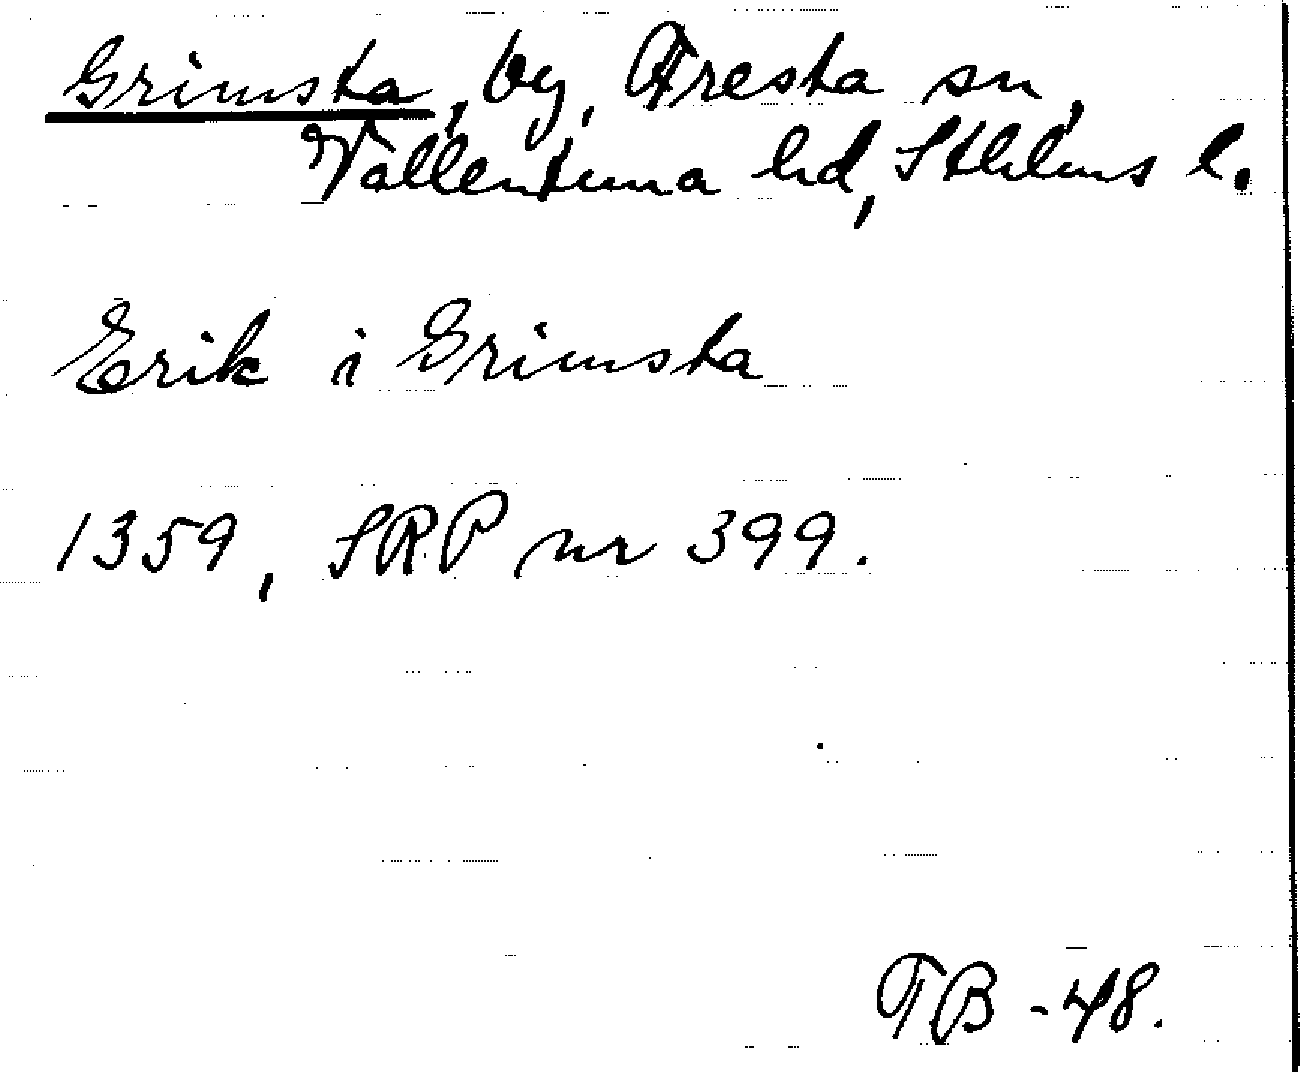 Grimsta, by, Fresta sn,
Vallentuna hd, Sthlms l.
Erik i Grimsta
1359, SRP nr 399.
TB -48.